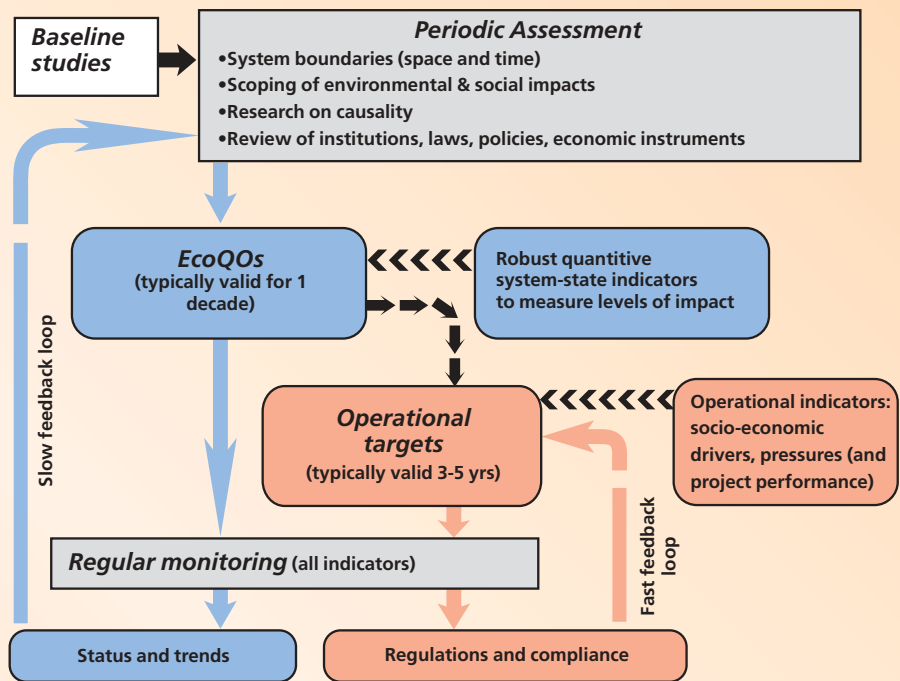 Baseline
studies
Periodic Assessment
•System boundaries (space and time)
•Scoping of environmental & social impacts
•Research on causality
•Review of institutions, laws, policies, economic instruments
EcoQOs
(typically valid for 1
decade)
Robust quantitive
system-state indicators
to measure levels of impact
Slow feedback loop
Operational
targets
(typically valid 3-5 yrs)
Operational indicators:
socio-economic
drivers, pressures (and
project performance)
Fast feedback
loop
Regular monitoring (all indicators)
Status and trends
Regulations and compliance